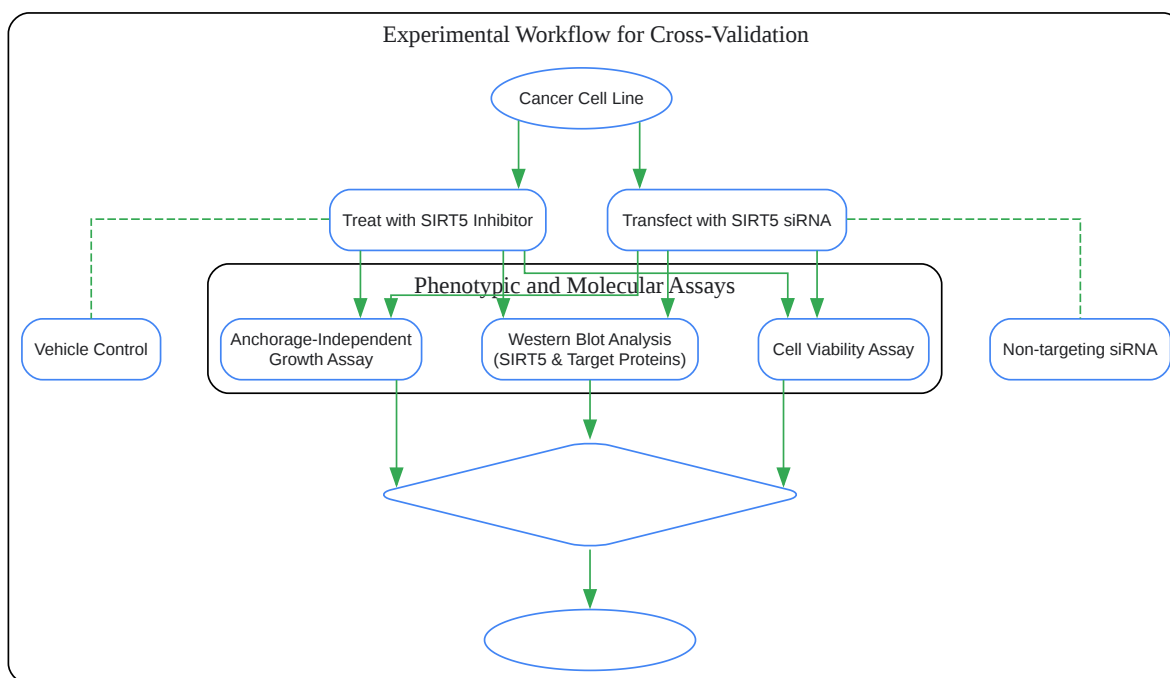 Experimental Workflow for Cross-Validation
Cancer Cell Line
Treat with SIRT5 Inhibitor
Transfect with SIRT5 siRNA
Phenotypic and Molecular Assays
Vehicle Control
Anchorage-Independent
Growth Assay
Western Blot Analysis
(SIRT5 & Target Proteins)
Cell Viability Assay
Non-targeting siRNA